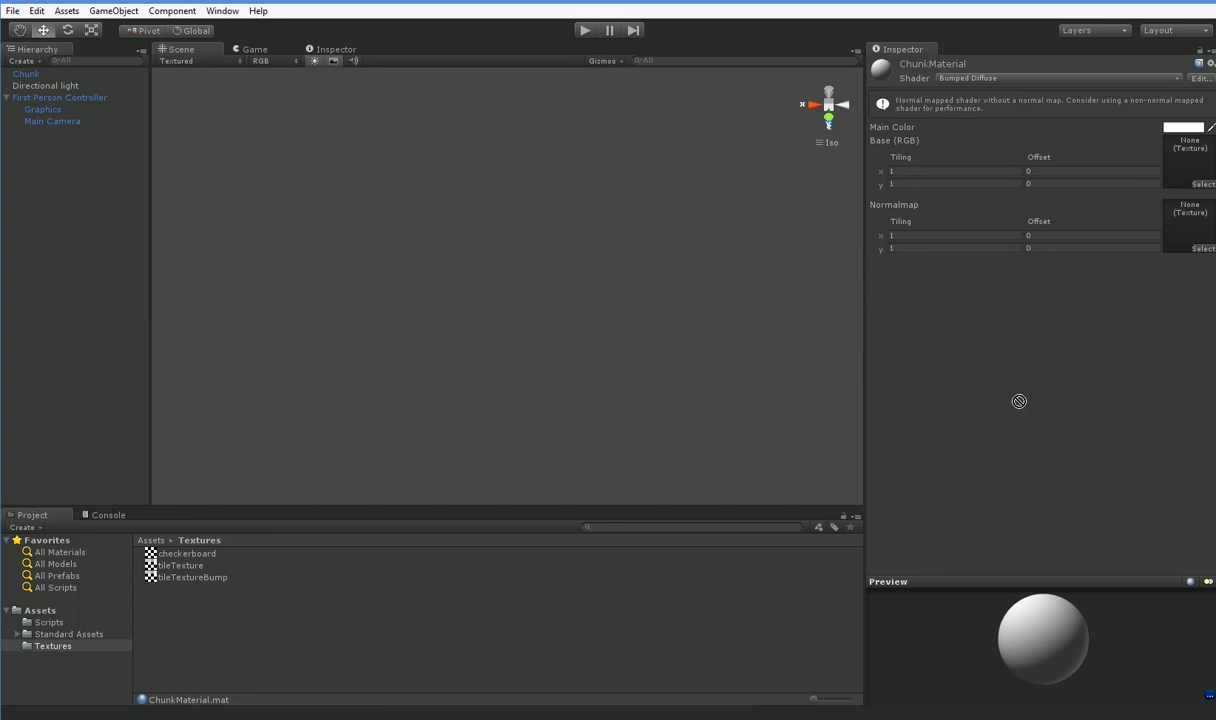 File Edit Assets GameObject Component Window Help
Pivot Global Layers Layout
Hierarchy
Create All
Chunk
Directional light
First Person Controller
Graphics
Main Camera
Scene Game Inspector
Textured RGB Gizmos All
x
y
Iso
Inspector
Chunk:Material
Shader Bumped Diffuse Edit...
Normal mapped shader without a normal map. Consider using a non-normal mapped
shader for performance.
Main Color
Base (RGB)
None
(Texture)
Tiling Offset
x 1 0
y 1 0
Select
Normalmap
None
(Texture)
Tiling Offset
x 1 0
y 1 0
Select
Project Console
Create
Favorites
All Materials
All Models
All Prefabs
All Scripts
Assets
Scripts
Standard Assets
Textures
Assets Textures
checkerboard
tileTexture
tileTextureBump
ChunkMaterial.mat
Preview